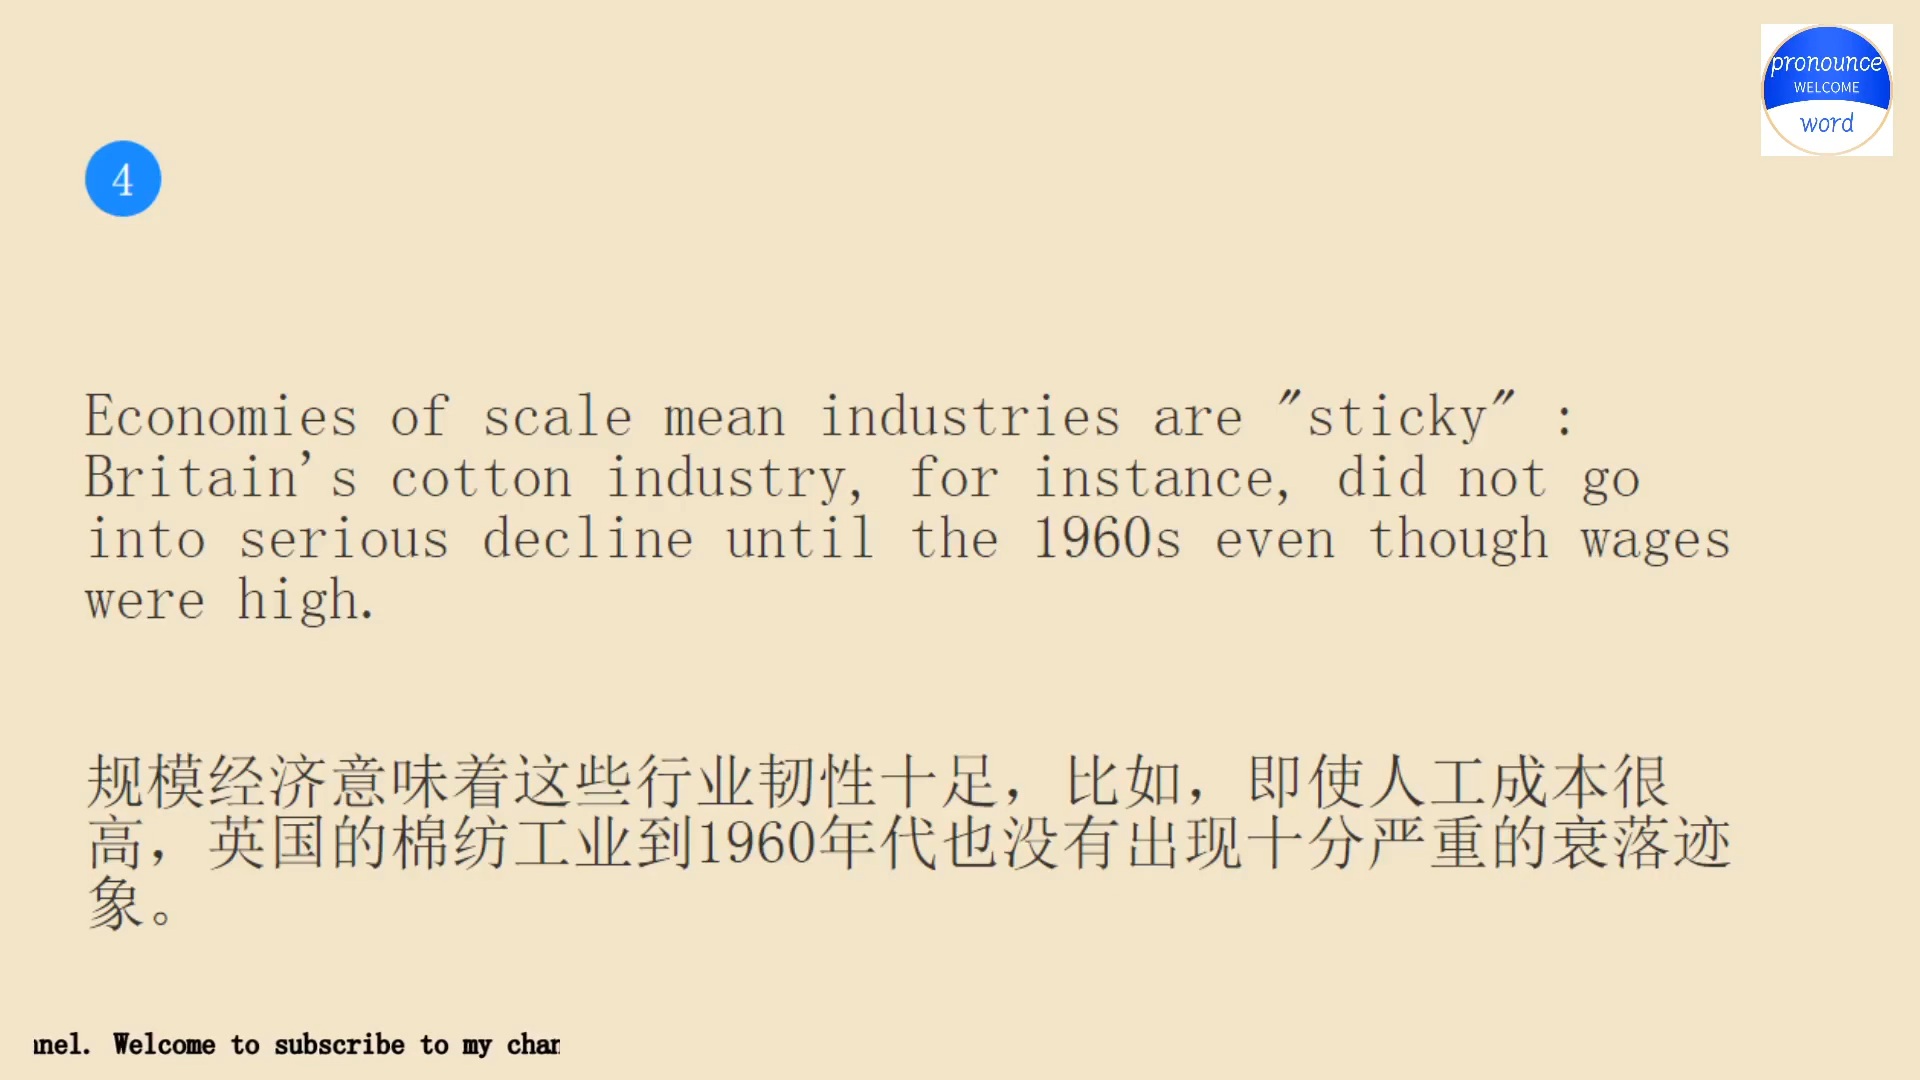 pronounce
WELCOME
word
4
Economies of scale mean industries are "sticky" :
Britain's cotton industry, for instance, did not go
into serious decline until the 1960s even though wages
were high.
规模经济意味着这些行业韧性十足，比如，即使人工成本很
高，英国的棉纺工业到1960年代也没有出现十分严重的衰落迹
象。
nnel. Welcome to subscribe to my chan